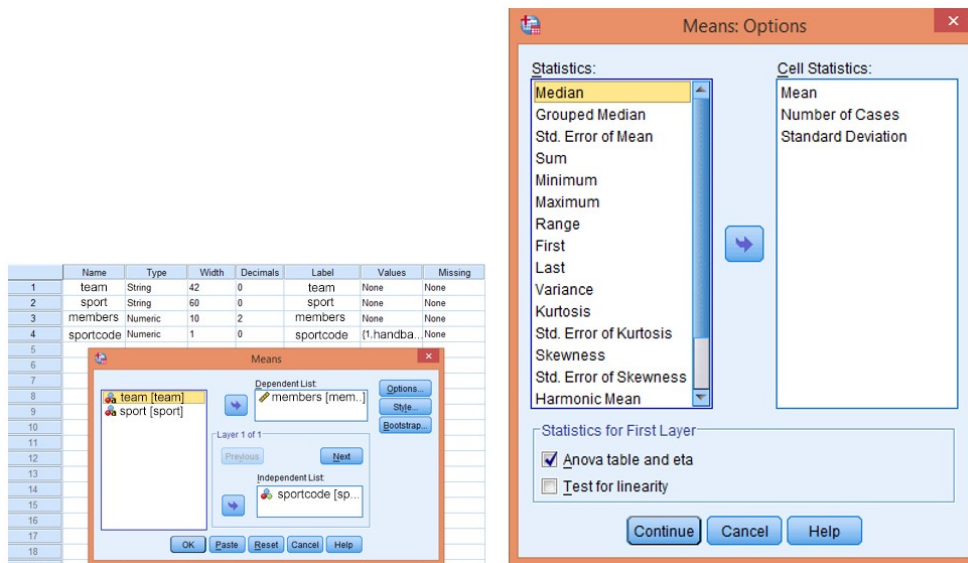 Name Type Width Decimals Label Values Missing
1 team String 42 0 team None None
2 sport String 60 0 sport None None
3 members Numeric 10 2 members None None
4 sportcode Numeric 1 0 sportcode {1.handba... None
5
6
7
8
9
10
11
12
13
14
15
16
17
18
Means
team [team]
sport [sport]
Dependent List:
members [mem..]
Options...
Style...
Bootstrap...
Layer 1 of 1
Previous Next
Independent List:
sportcode [sp...
OK Paste Reset Cancel Help
Means: Options
Statistics:
Median
Grouped Median
Std. Error of Mean
Sum
Minimum
Maximum
Range
First
Last
Variance
Kurtosis
Std. Error of Kurtosis
Skewness
Std. Error of Skewness
Harmonic Mean
Cell Statistics:
Mean
Number of Cases
Standard Deviation
Statistics for First Layer
Anova table and eta
Test for linearity
Continue Cancel Help